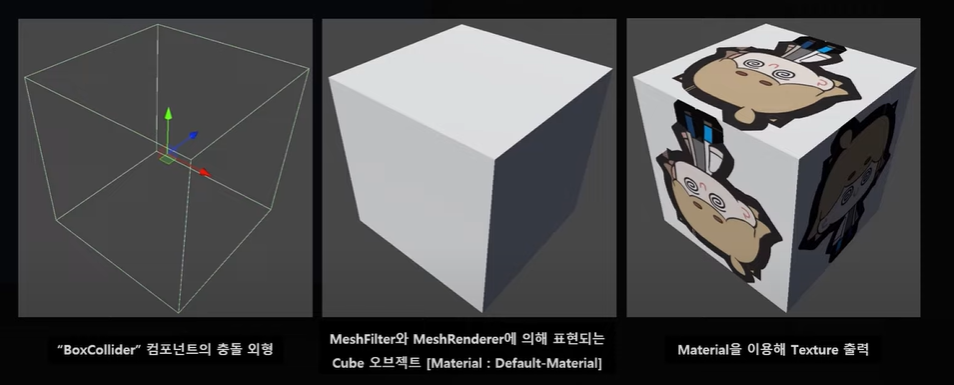 “BoxCollider” 컴포넌트의 충돌 외형
MeshFilter와 MeshRenderer에 의해 표현되는
Cube 오브젝트 [Material : Default-Material]
Material을 이용해 Texture 출력